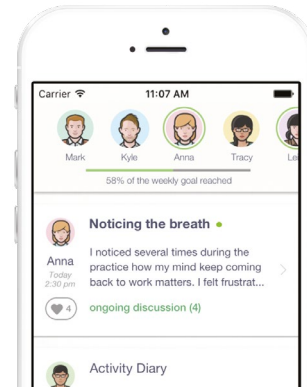 Carrier 11:07 AM
Mark Kyle Anna Tracy
58% of the weekly goal reached
Noticing the breath
Anna
Today
2:30 pm
I noticed several times during the
practice how my mind keep coming
back to work matters. I felt frustrat...
4
ongoing discussion (4)
Activity Diary